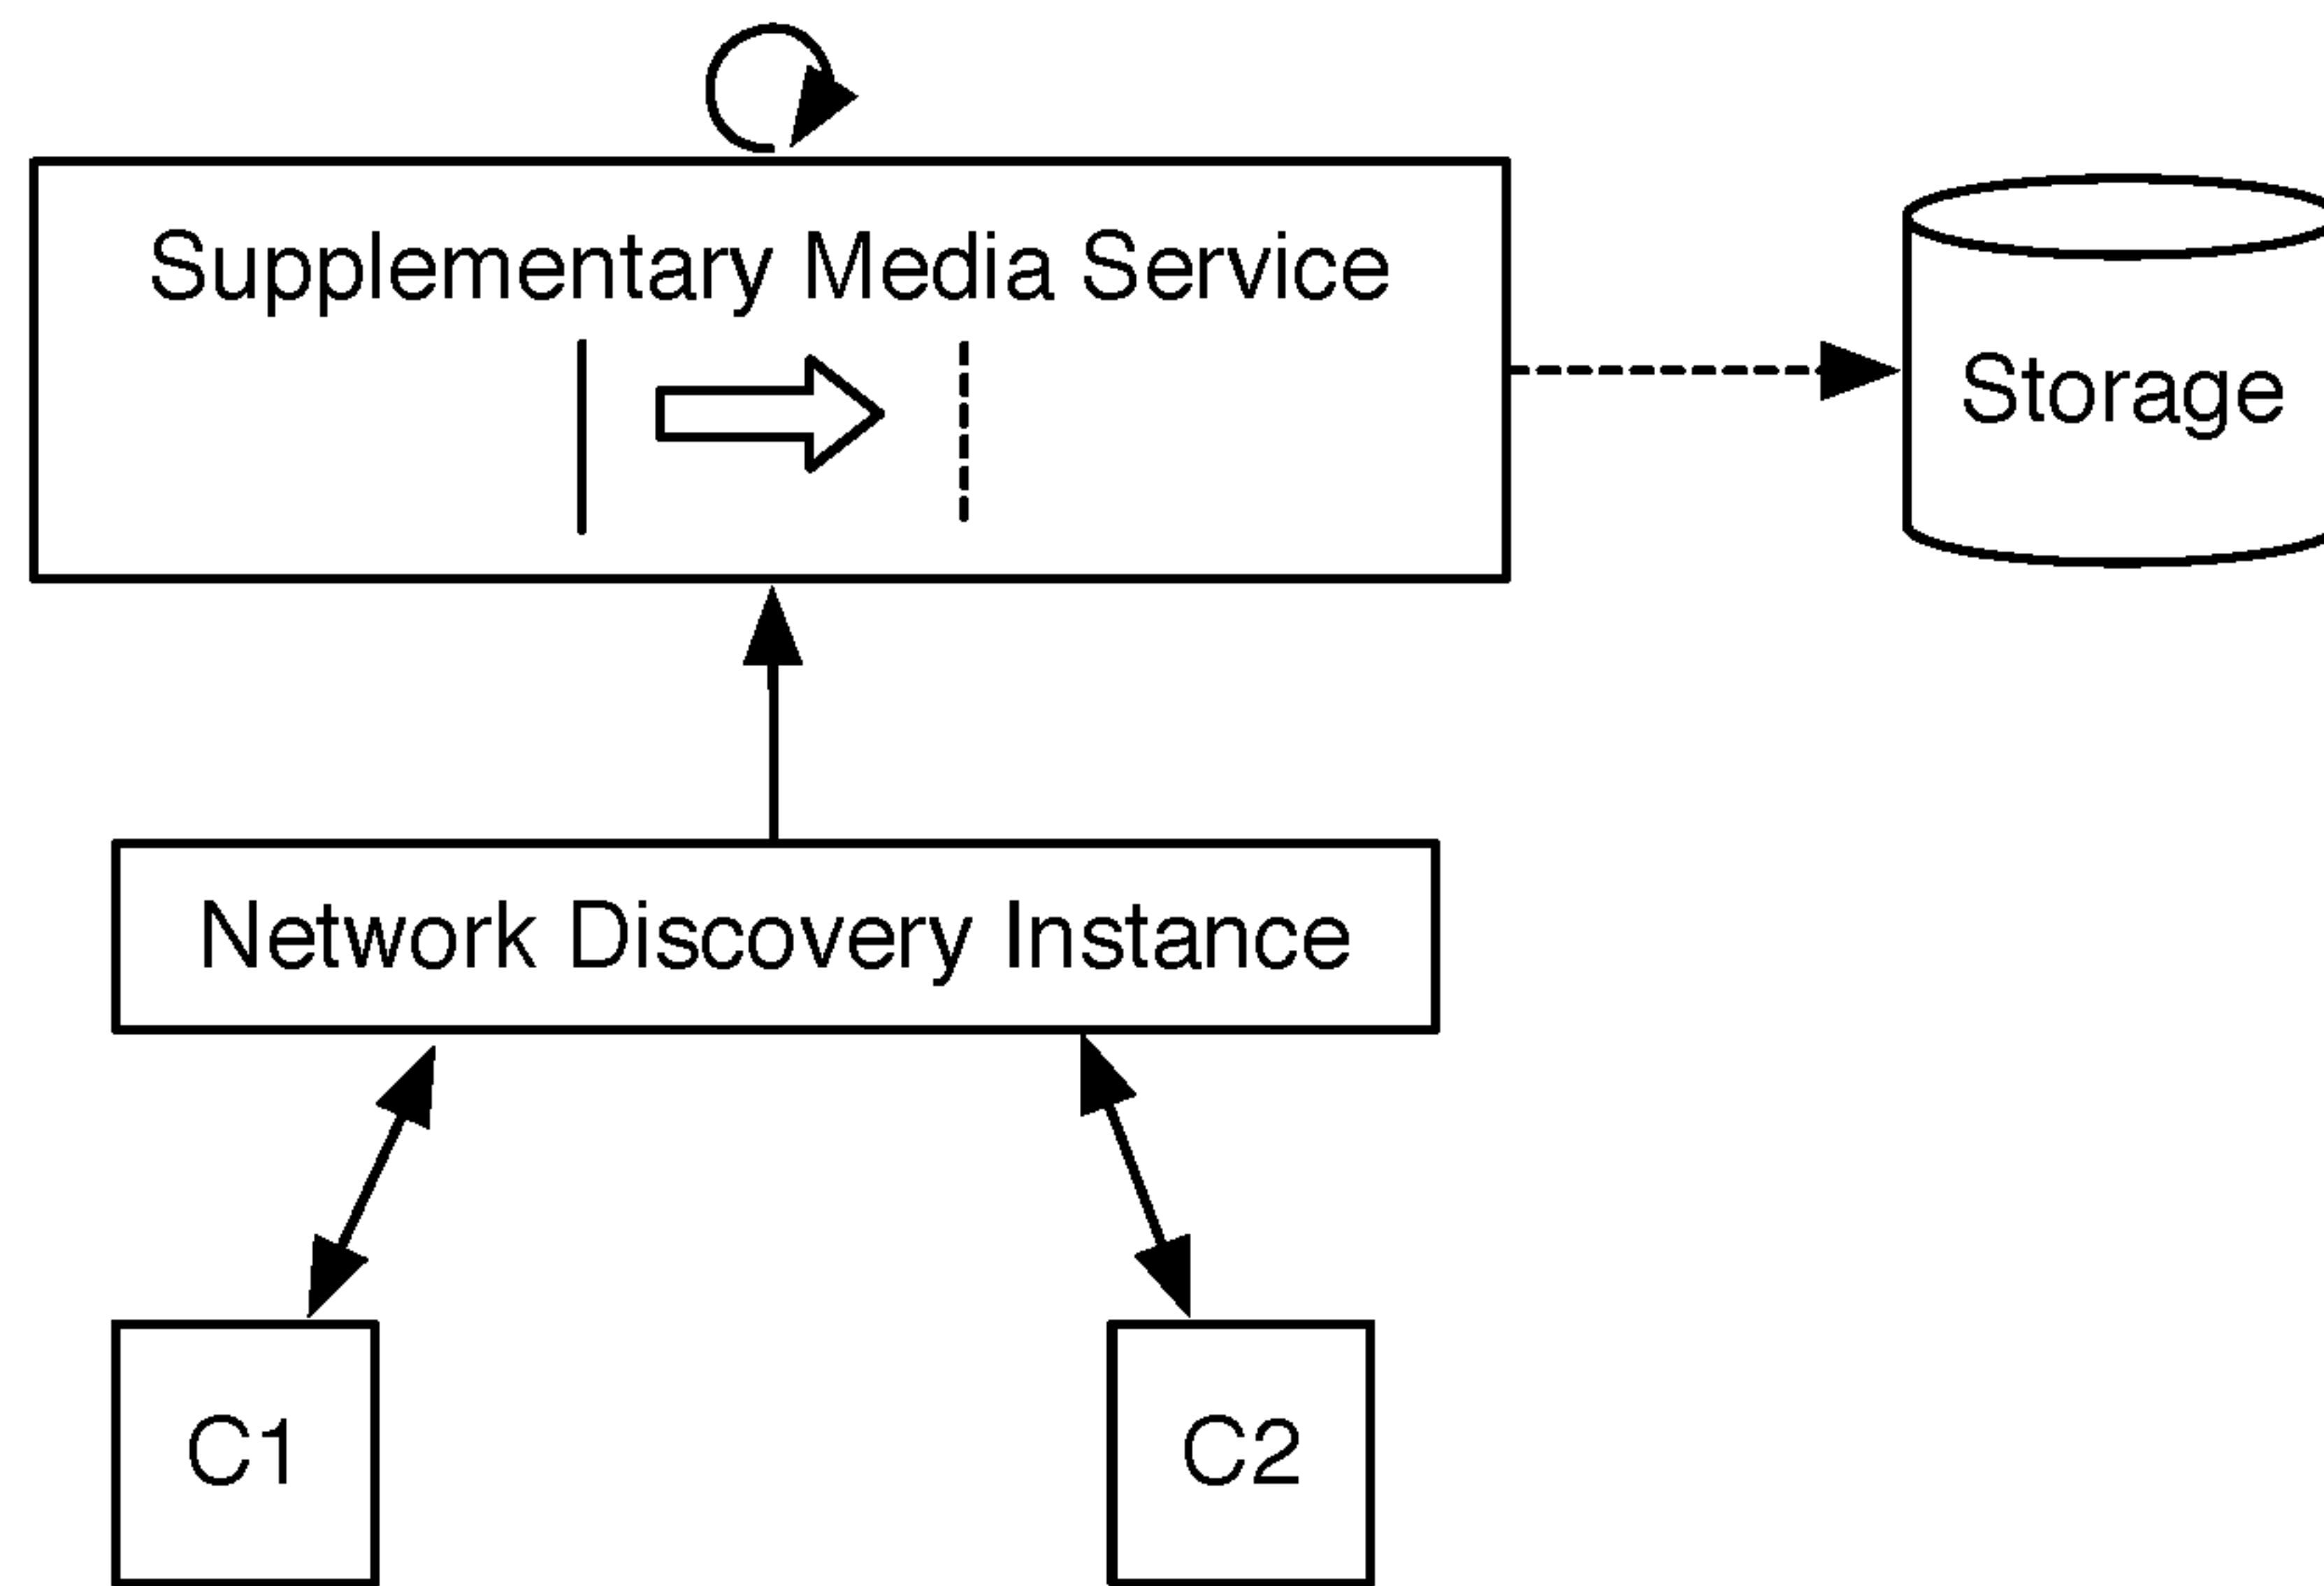 Supplementary Media Service
Storage
Network Discovery Instance
C1
C2